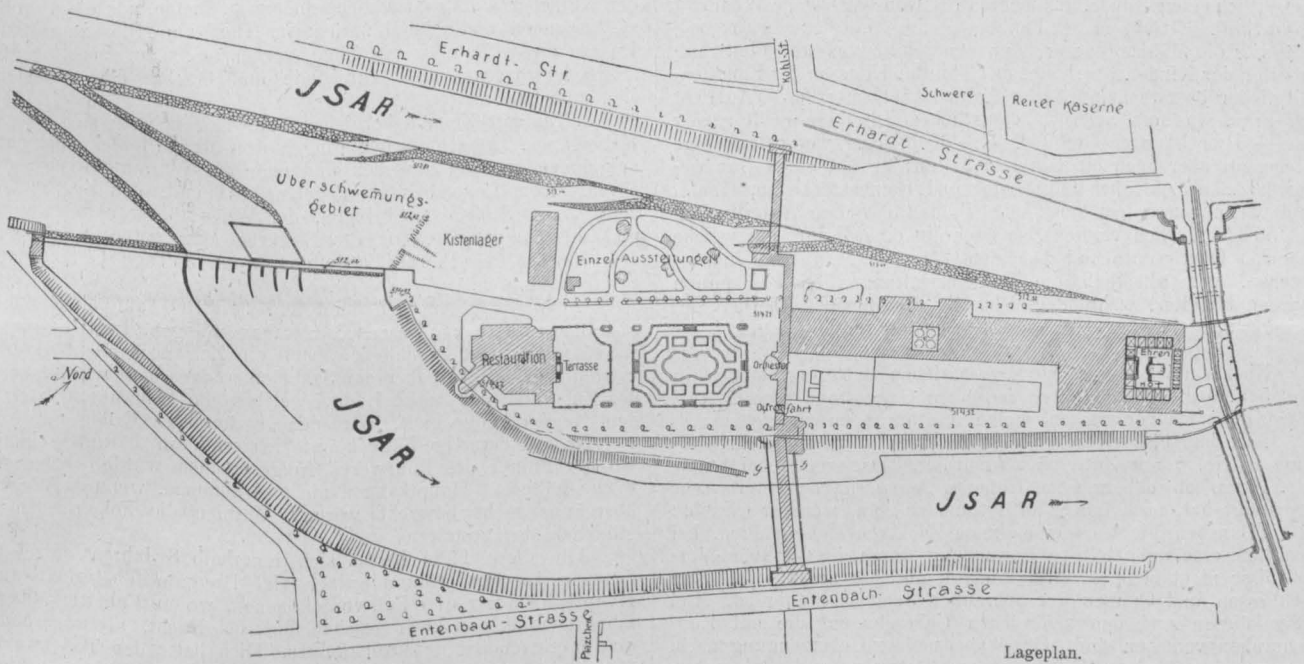 Erhardt- Str.
JSAR
Kohl-St
Schwere
Reiter Kaserne
Erhardt - Strasse
Überschwemungs-
gebiet
Kistenlager
Einzel Ausstellungen
Restauration
Terrasse
Orchester
Ehren
Hof
Nord
JSAR
JSAR
Entenbach - Strasse
Entenbach - Strasse
Lageplan.